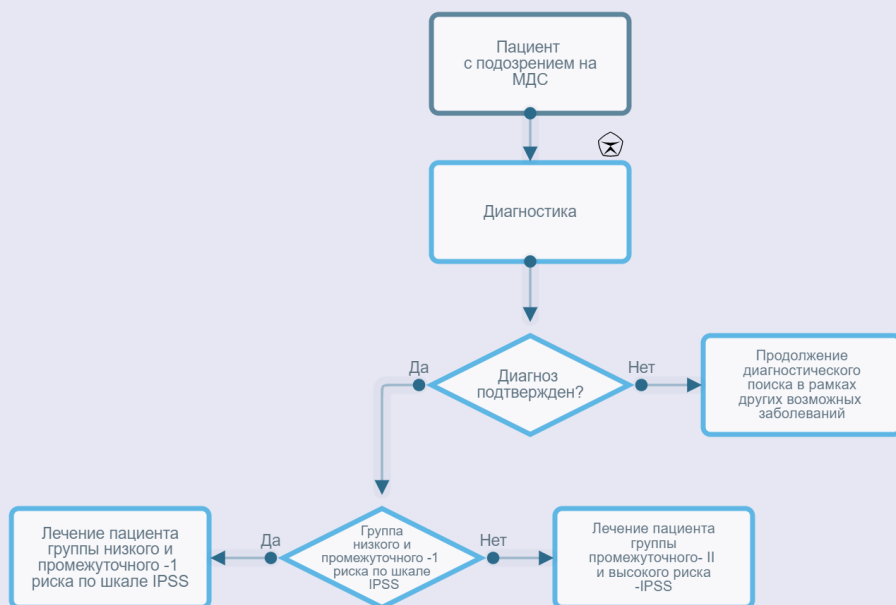 Пациент
с подозрением на
МДС
Диагностика
Диагноз
подтвержден?
Да
Нет
Продолжение
диагностического
поиска в рамках
других возможных
заболеваний
Группа
низкого и
промежуточного -1
риска по шкале
IPSS
Да
Нет
Лечение пациента
группы низкого и
промежуточного -1
риска по шкале IPSS
Лечение пациента
группы
промежуточного- II
и высокого риска
-IPSS